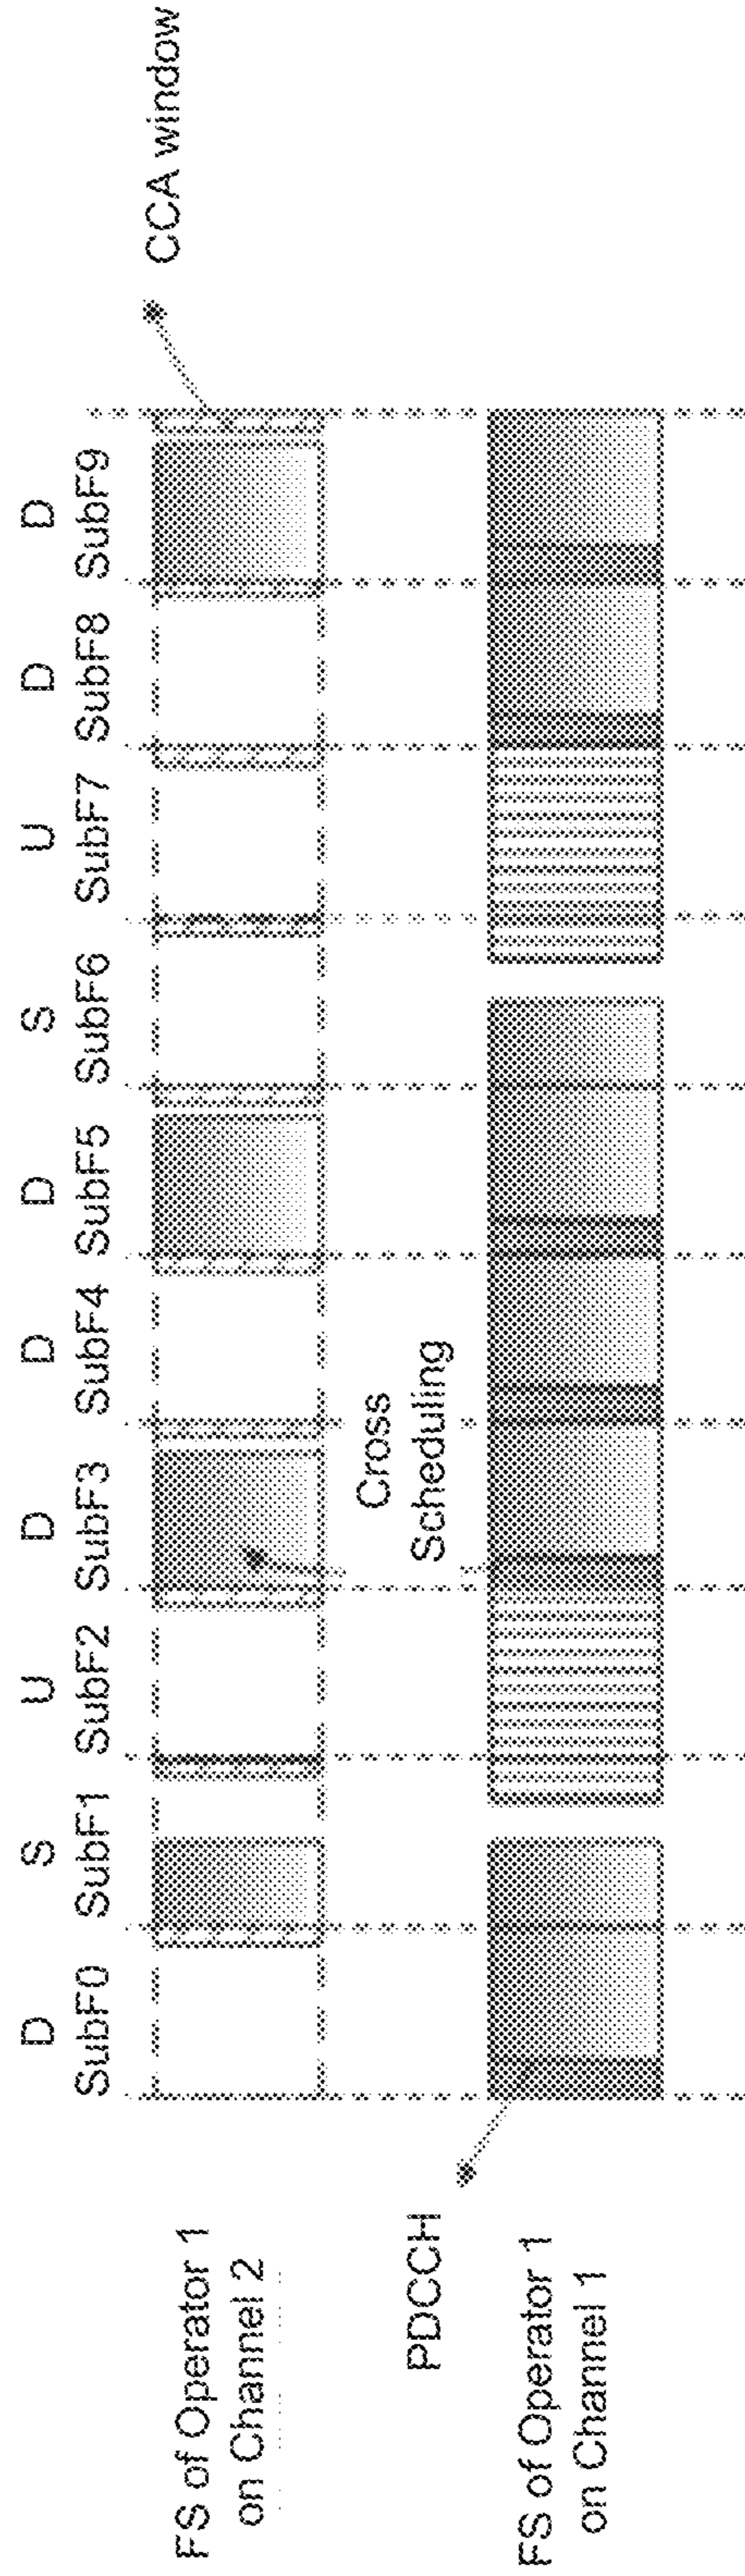 D S U D D D S U D D
SubF0 SubF1 SubF2 SubF3 SubF4 SubF5 SubF6 SubF7 SubF8 SubF9
CCA window
FS of Operator 1
on Channel 2
Cross
Scheduling
PDCCH
FS of Operator 1
on Channel 1